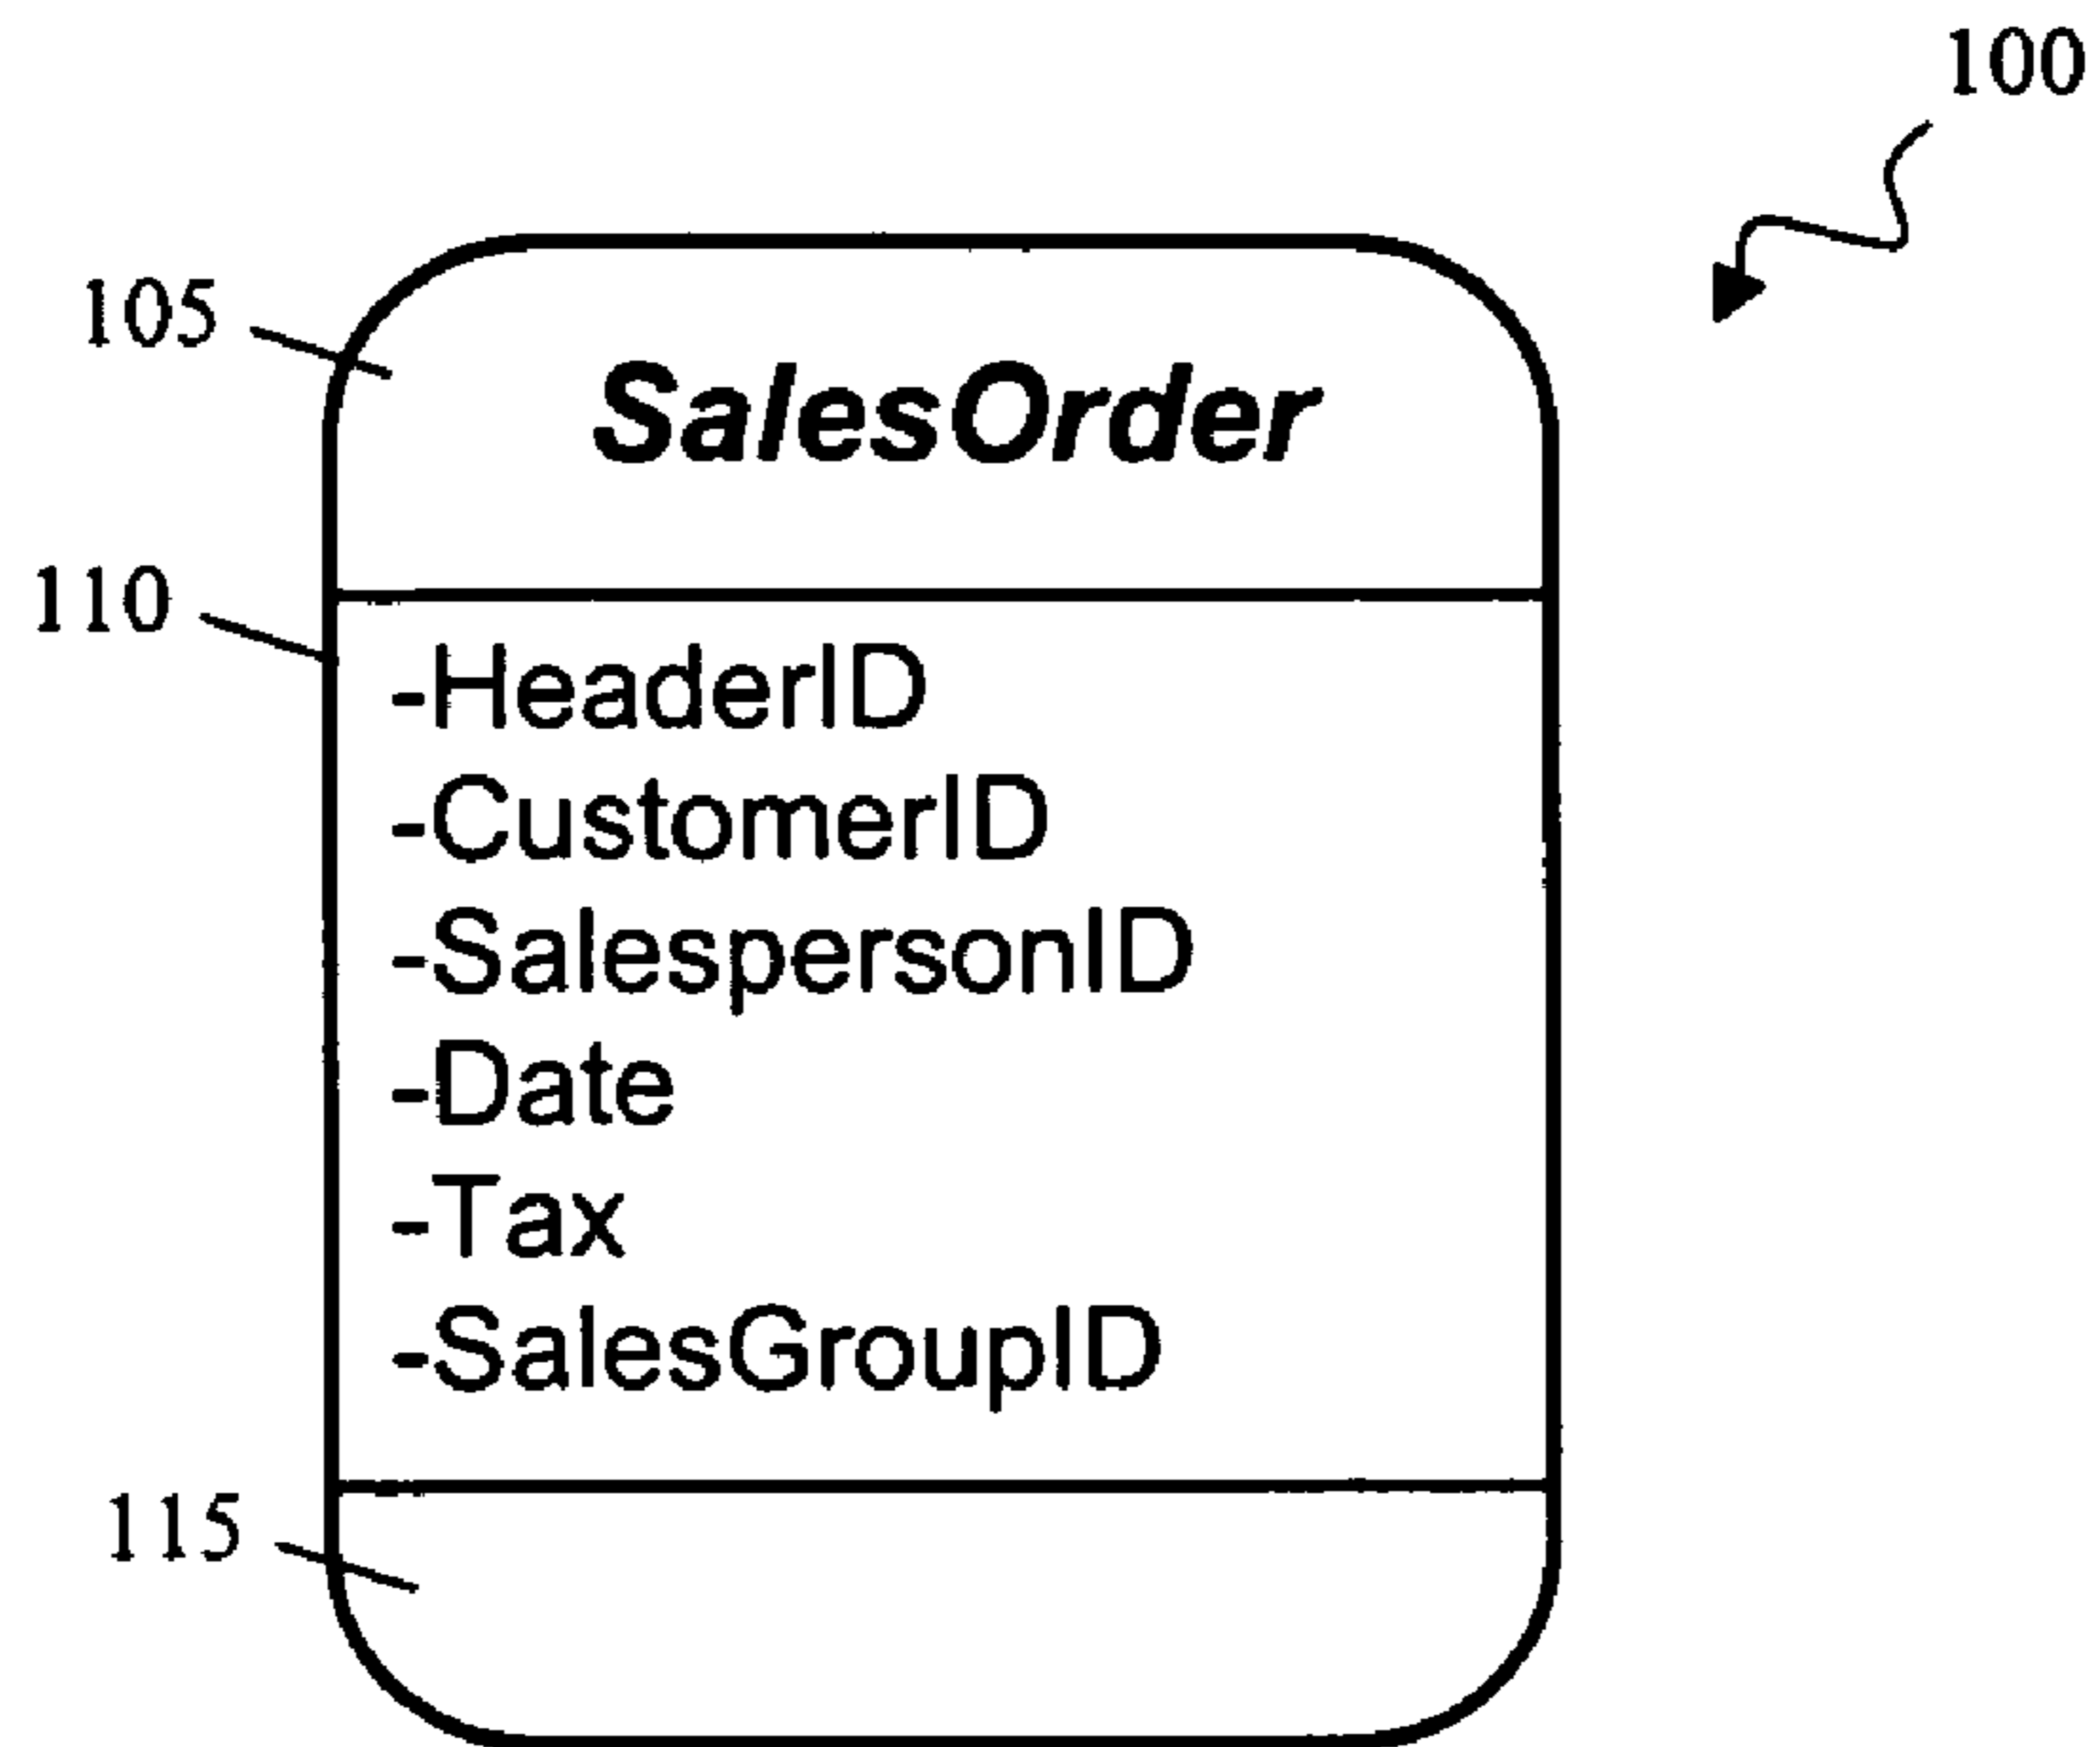 100
105
SalesOrder
110
-HeaderID
-CustomerID
-SalespersonID
-Date
-Tax
-SalesGroupID
115